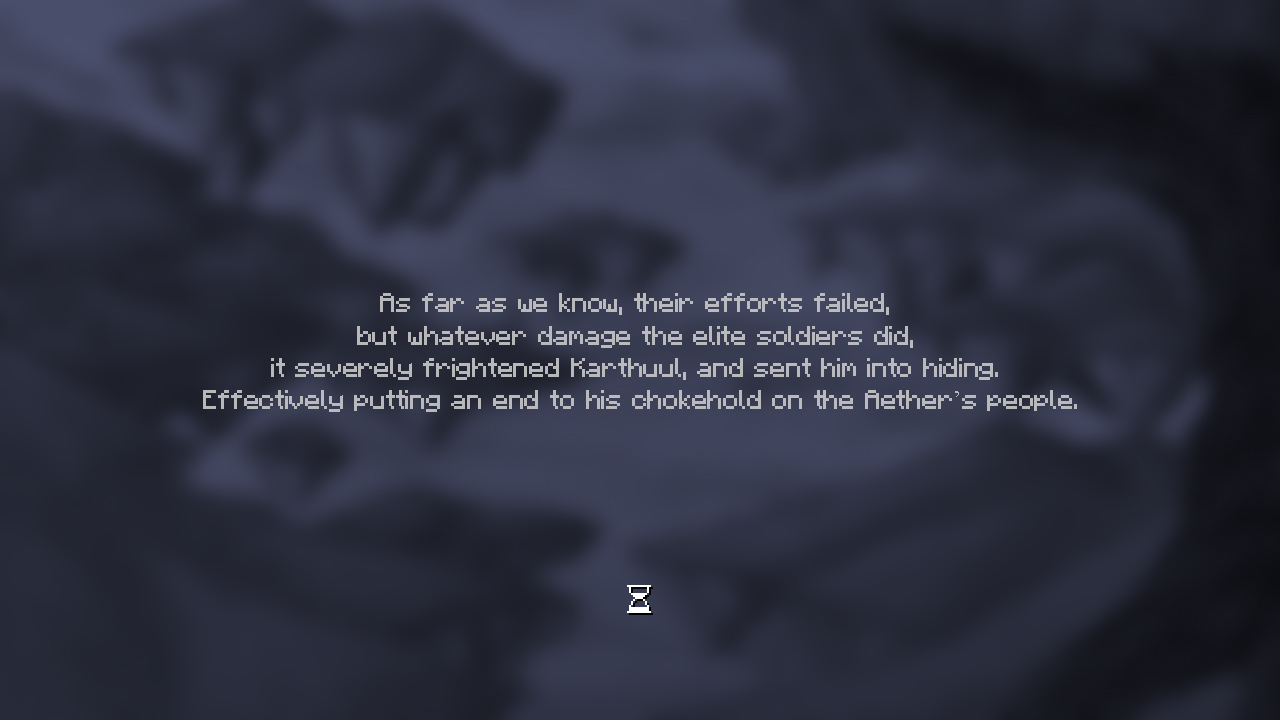 As far as we know, their efforts failed,
but whatever damage the elite soldiers did,
it severely frightened Karthuul, and sent him into hiding.
Effectively putting an end to his chokehold on the Aether's people.